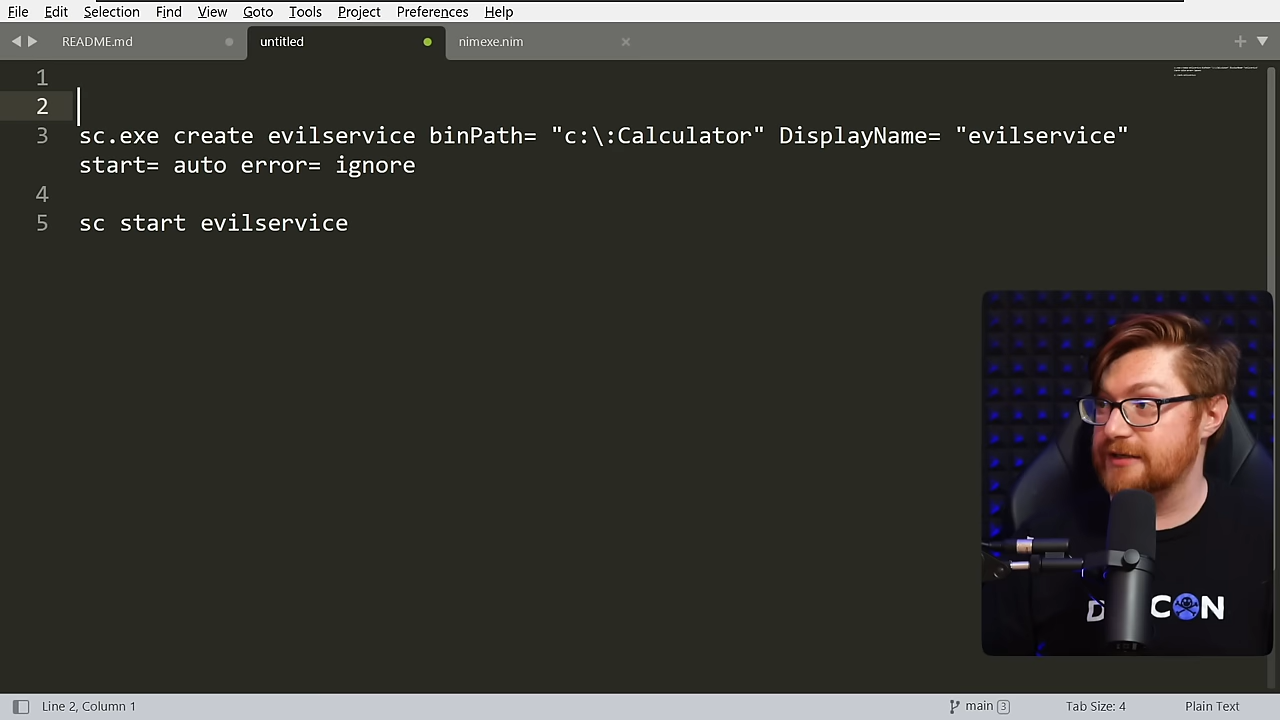 File Edit Selection Find View Goto Tools Project Preferences Help
README.md untitled nimexe.nim
1
2
3 sc.exe create evilservice binPath= "c:\:Calculator" DisplayName= "evilservice"
start= auto error= ignore
4
5 sc start evilservice
CON
Line 2, Column 1 main 3 Tab Size: 4 Plain Text